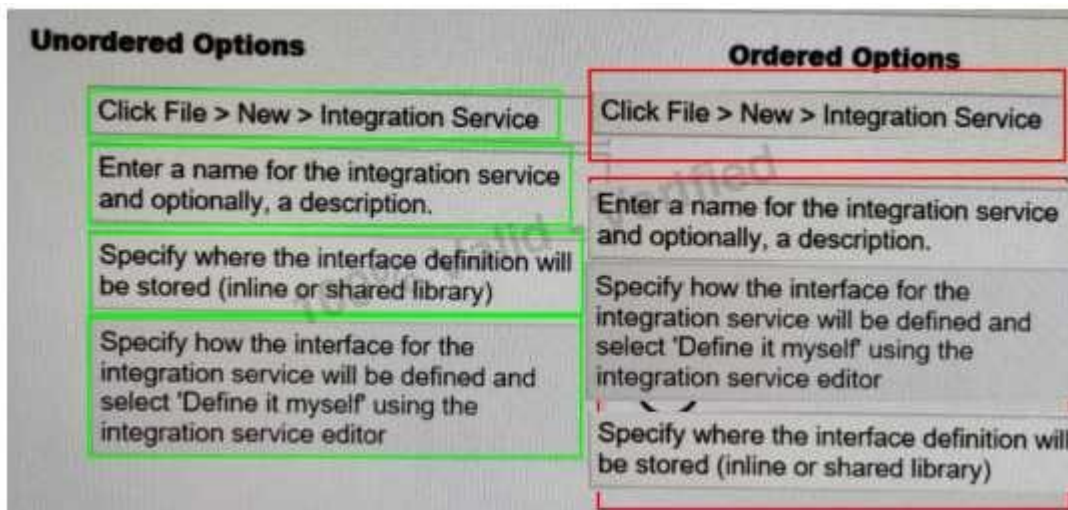 Unordered Options
Click File > New > Integration Service
Enter a name for the integration service
and optionally, a description.
Specify where the interface definition will
be stored (inline or shared library)
Specify how the interface for the
integration service will be defined and
select 'Define it myself' using the
integration service editor
Ordered Options
Click File > New > Integration Service
Enter a name for the integration service
and optionally, a description.
Specify how the interface for the
integration service will be defined and
select 'Define it myself' using the
integration service editor
Specify where the interface definition will
be stored (inline or shared library)
Valid - Verified